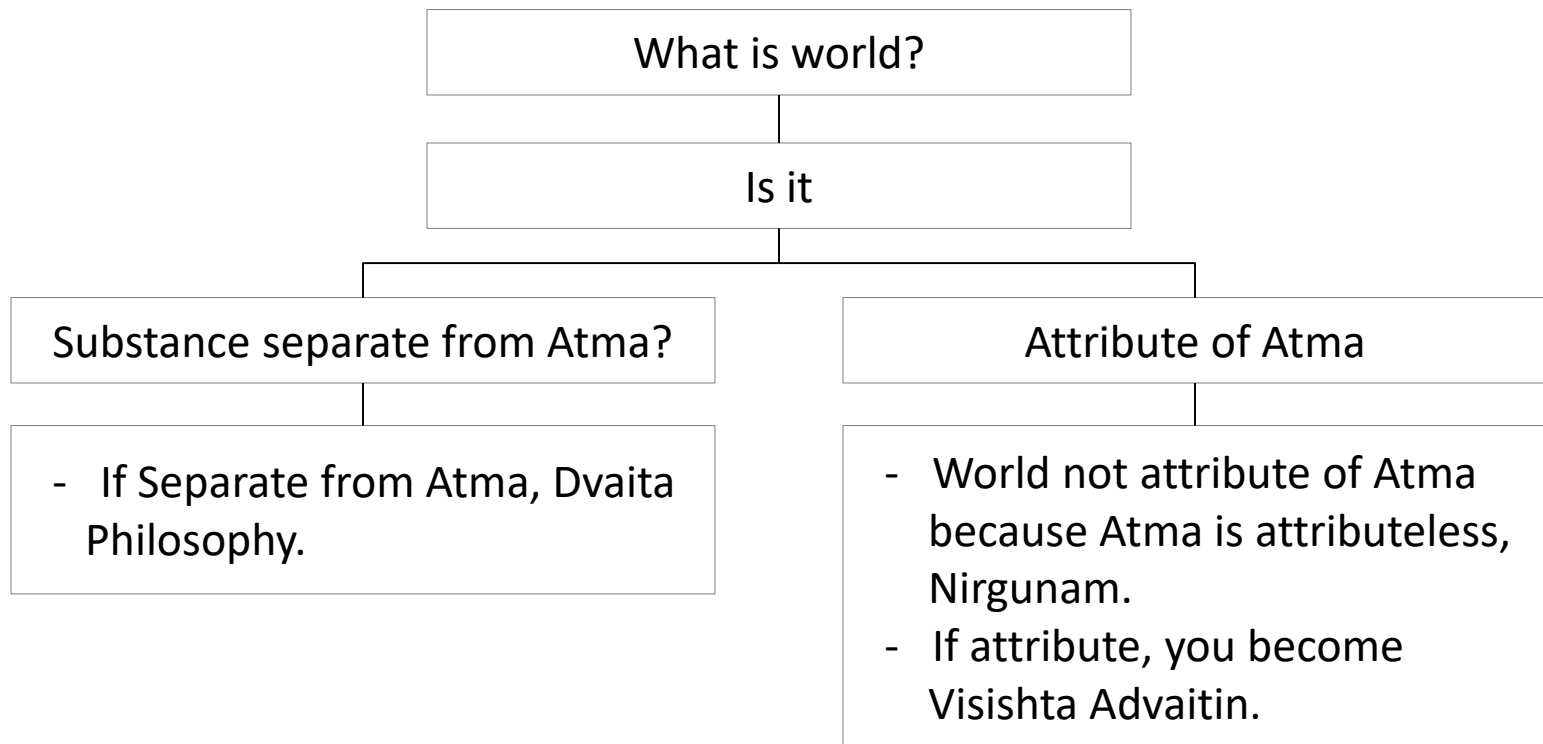 What is world?
Is it
Substance separate from Atma?
Attribute of Atma
- If Separate from Atma, Dvaita
Philosophy.
- World not attribute of Atma
because Atma is attributeless,
Nirgunam.
- If attribute, you become
Visishta Advaitin.